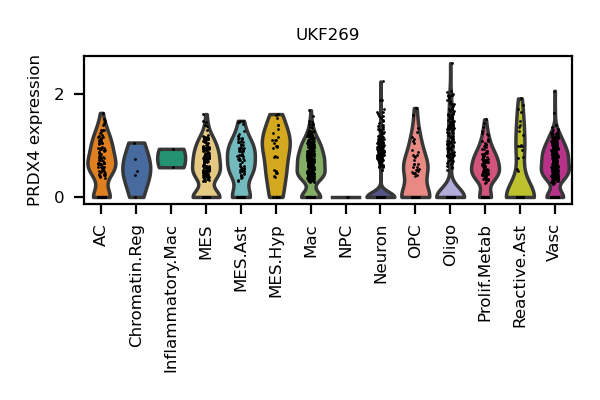 UKF269
PRDX4 expression
2
0
AC
Chromatin.Reg
Inflammatory.Mac
MES
MES.Ast
MES.Hyp
Mac
NPC
Neuron
OPC
Oligo
Prolif.Metab
Reactive.Ast
Vasc